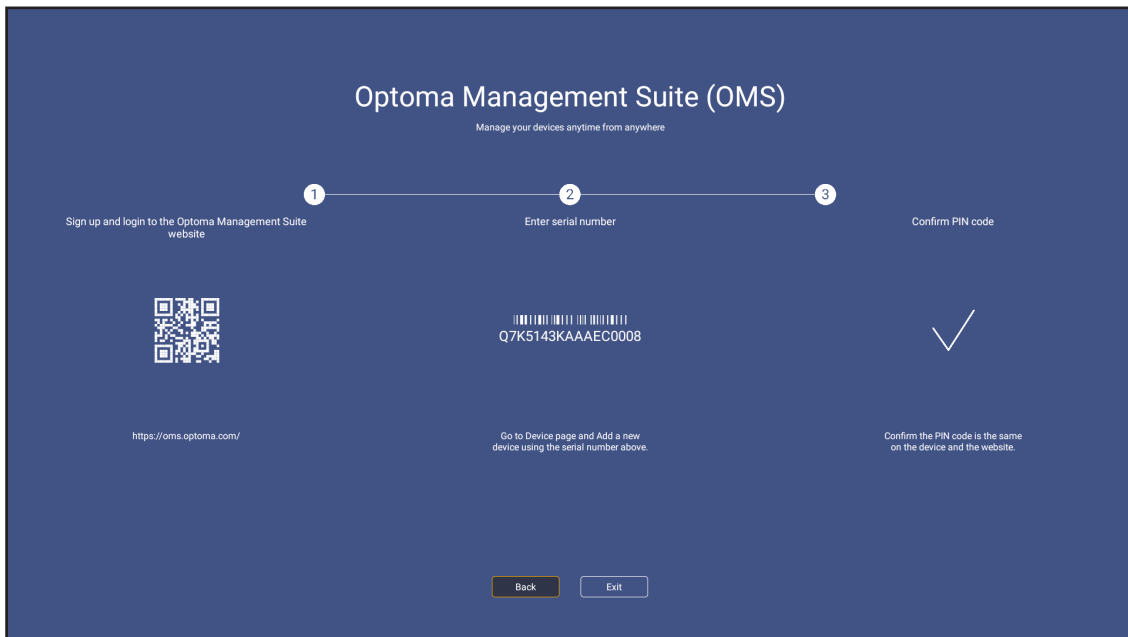 Optoma Management Suite (OMS)
Manage your devices anytime from anywhere
1
2
3
Sign up and login to the Optoma Management Suite
website
Enter serial number
Confirm PIN code
Q7K5143KAAAEC0008
https://oms.optoma.com/
Go to Device page and Add a new
device using the serial number above.
Confirm the PIN code is the same
on the device and the website.
Back
Exit